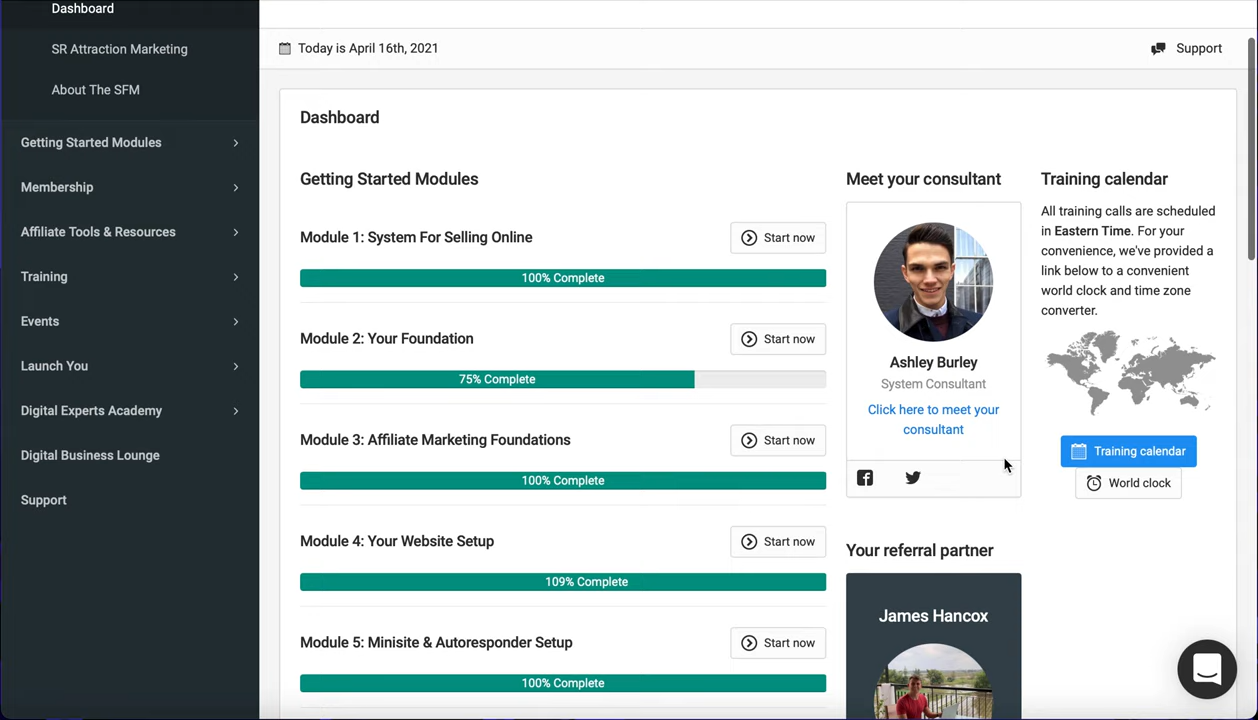 Dashboard
SR Attraction Marketing
About The SFM
Getting Started Modules
Membership
Affiliate Tools & Resources
Training
Events
Launch You
Digital Experts Academy
Digital Business Lounge
Support
Today is April 16th, 2021
Support
Dashboard
Getting Started Modules
Module 1: System For Selling Online
Start now
100% Complete
Module 2: Your Foundation
Start now
75% Complete
Module 3: Affiliate Marketing Foundations
Start now
100% Complete
Module 4: Your Website Setup
Start now
109% Complete
Module 5: Minisite & Autoresponder Setup
Start now
100% Complete
Meet your consultant
Ashley Burley
System Consultant
Click here to meet your
consultant
Your referral partner
James Hancox
Training calendar
All training calls are scheduled
in Eastern Time. For your
convenience, we've provided a
link below to a convenient
world clock and time zone
converter.
Training calendar
World clock